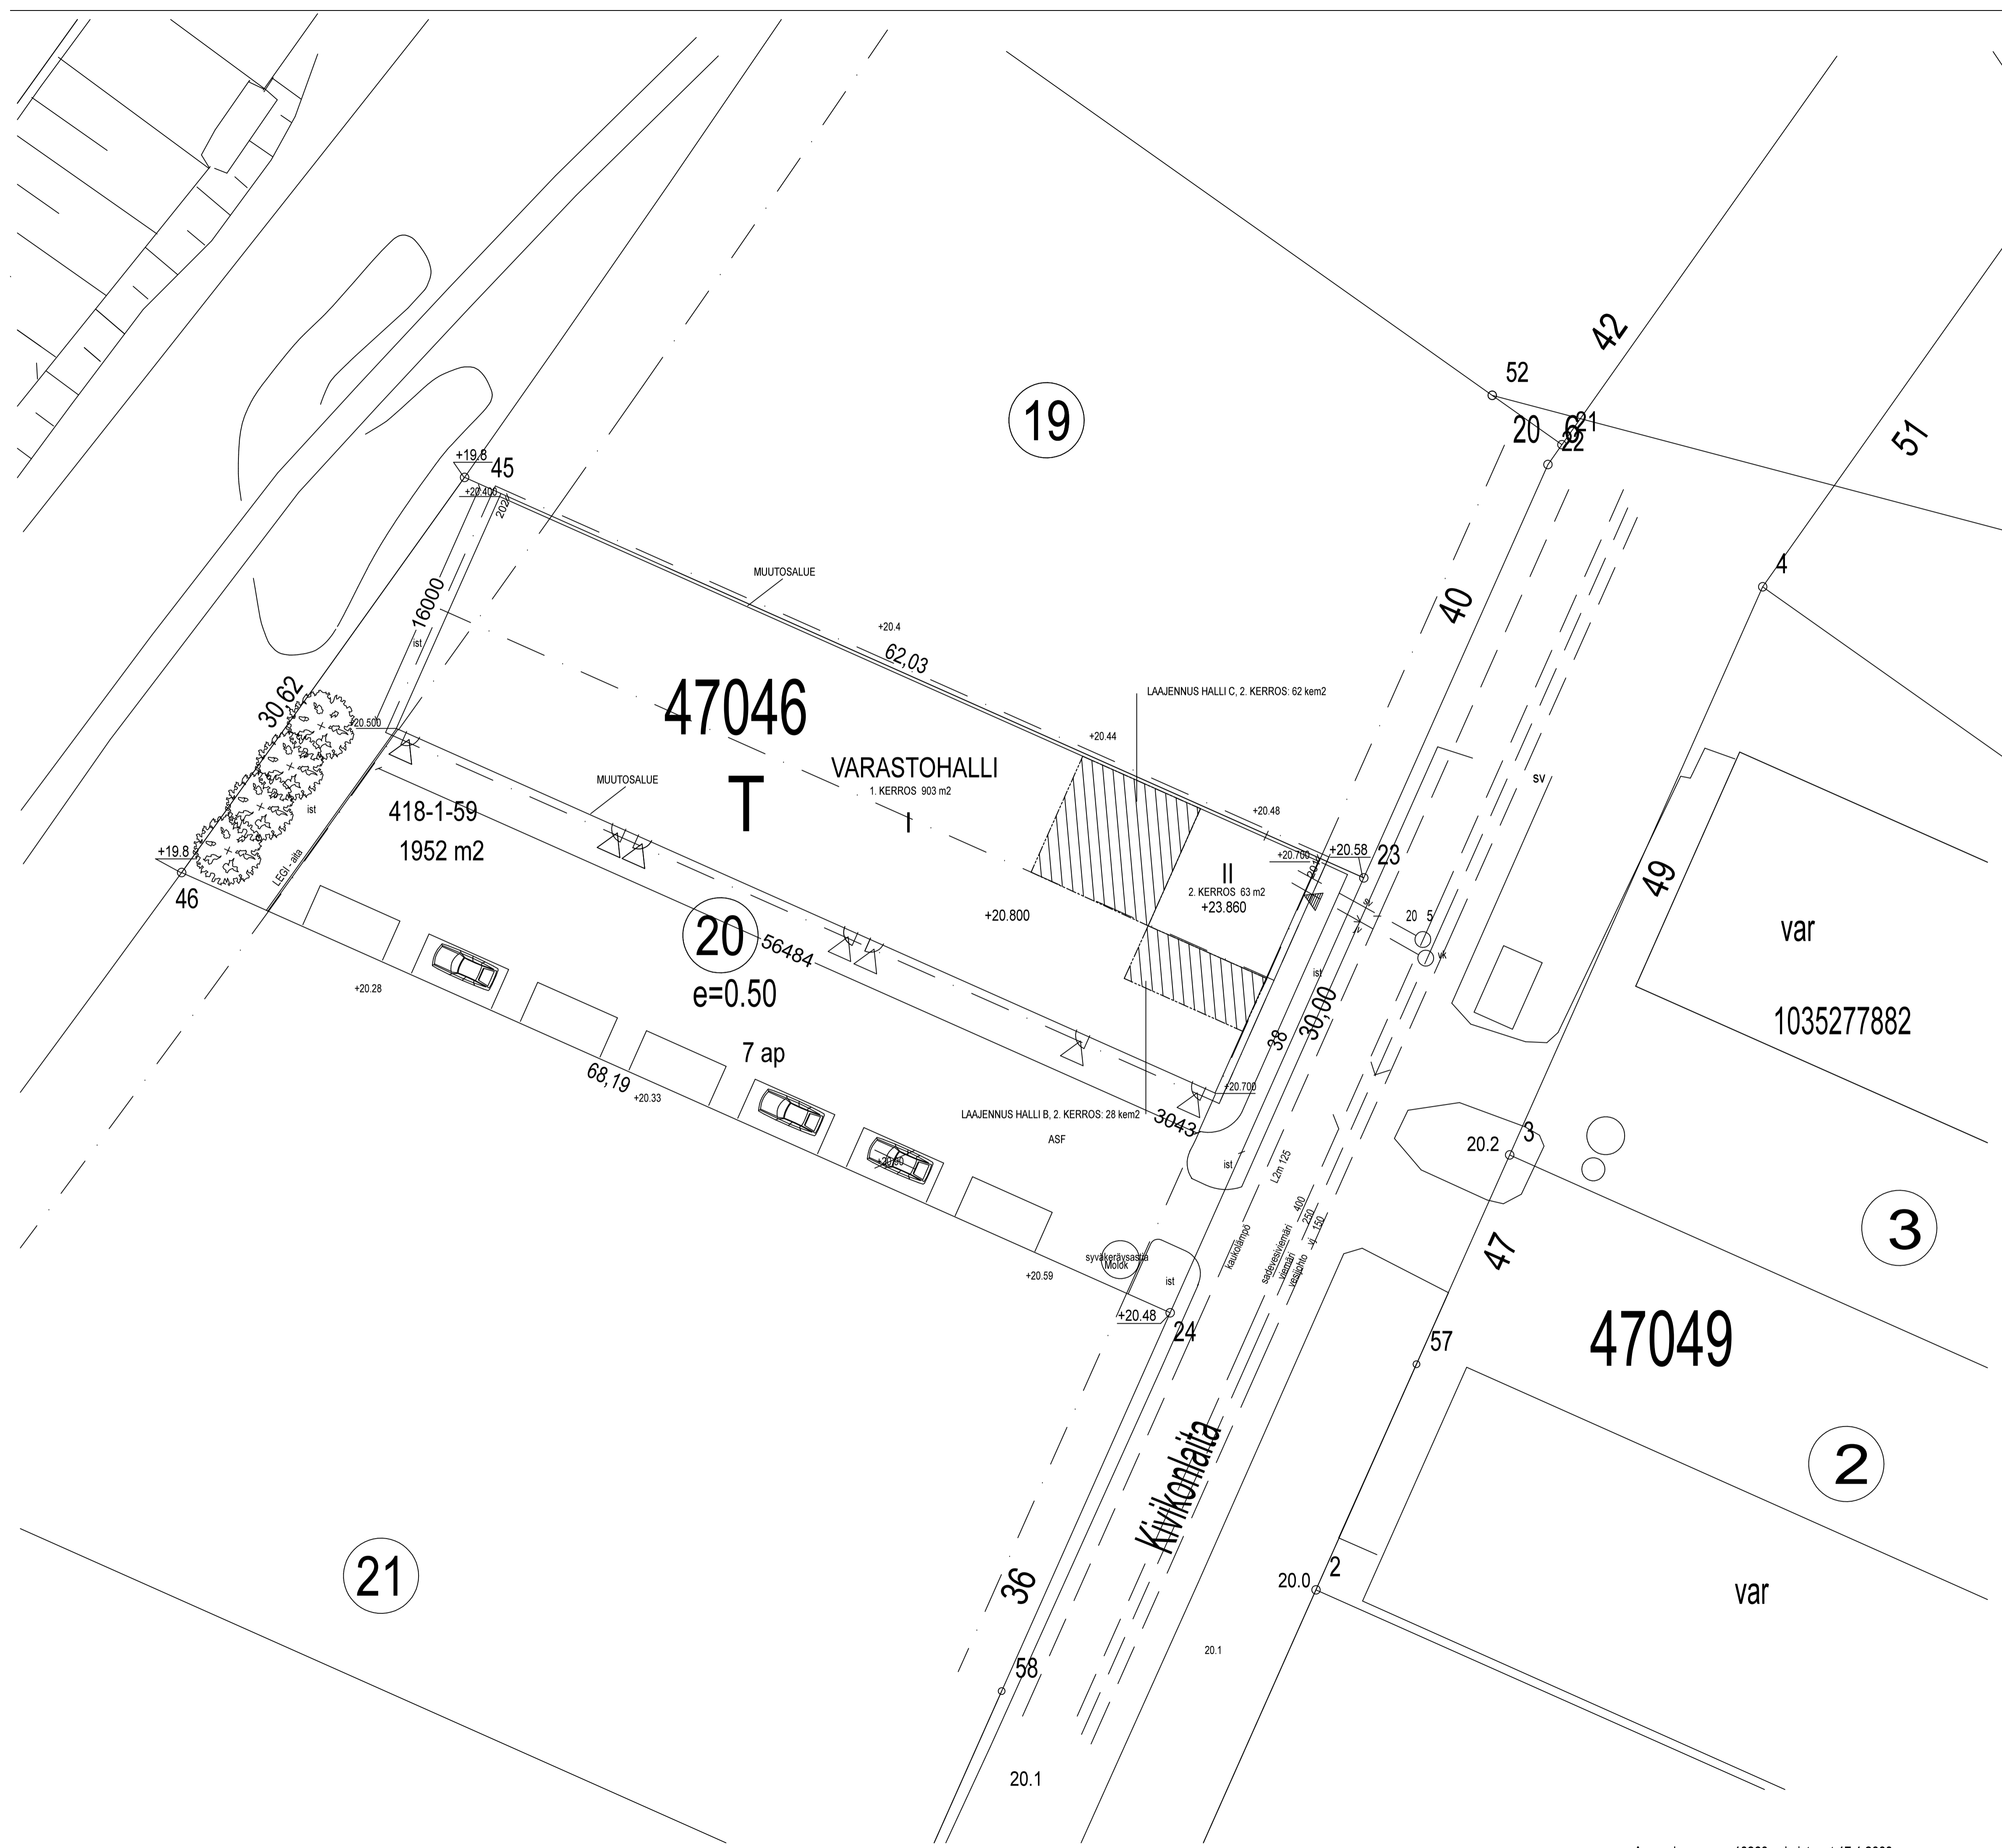 42
52
51
19
20
6
21
22
+19.8
45
+20.400
4
MUUTOSALUE
40
16000
ist
+20.4
62,03
30,62
47046
LAAJENNUS HALLI C, 2. KERROS: 62 kem2
+20.500
+20.44
VARASTOHALLI
1. KERROS 903 m2
MUUTOSALUE
T
I
sv
418-1-59
ist
+20.48
1952 m2
+19.8
LEGI - aita
+20.700
+20.58
23
II
2. KERROS 63 m2
+23.860
49
46
+20.800
20
5
var
20
56484
vk
ist
+20.28
e=0.50
30,00
1035277882
38
7 ap
68,19
+20.33
+20.700
LAAJENNUS HALLI B, 2. KERROS: 28 kem2
3043
ASF
20.2
3
ist
L2m 125
400
250
vj 150
kaukolämpö
sadevesiviemäri
viemäri
vesijohto
3
47
syväkeräysastia
Molok
+20.59
ist
+20.48
24
57
47049
Kivikonlaita
2
21
36
20.0
2
var
20.1
58
20.1